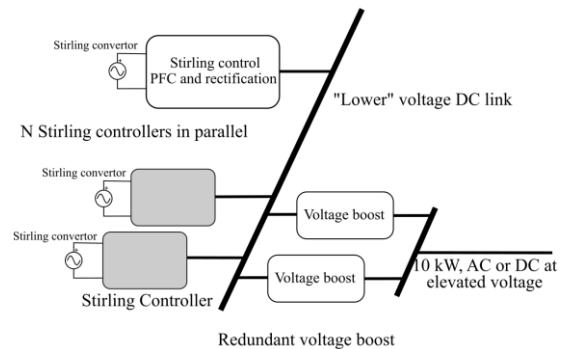 Stirling convertor
Stirling control
PFC and rectification
"Lower" voltage DC link
N Stirling controllers in parallel
Stirling convertor
Voltage boost
Stirling convertor
Voltage boost
10 kW, AC or DC at
elevated voltage
Stirling Controller
Redundant voltage boost